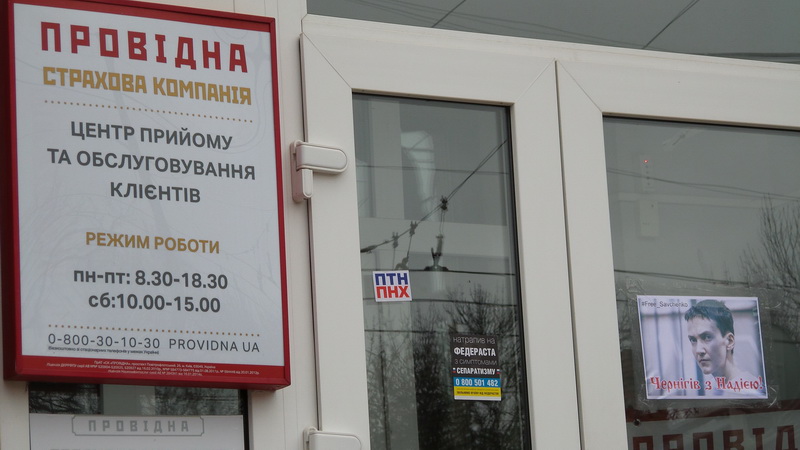 ПРОВІДНА
СТРАХОВА КОМПАНІЯ
ЦЕНТР ПРИЙОМУ
ТА ОБСЛУГОВУВАННЯ
КЛІЄНТІВ
РЕЖИМ РОБОТИ
пн-пт: 8.30-18.30
сб:10.00-15.00
0-800-30-10-30 PROVIDNA UA
ПРОВІДНА
ПТН
ПНХ
натрапив на
ФЕДЕРАСТА
з симптомами
СЕПАРАТИЗМУ
0 800 501 482
#Free_Savchenko
Чернігів з Надією!
ПРОВІД